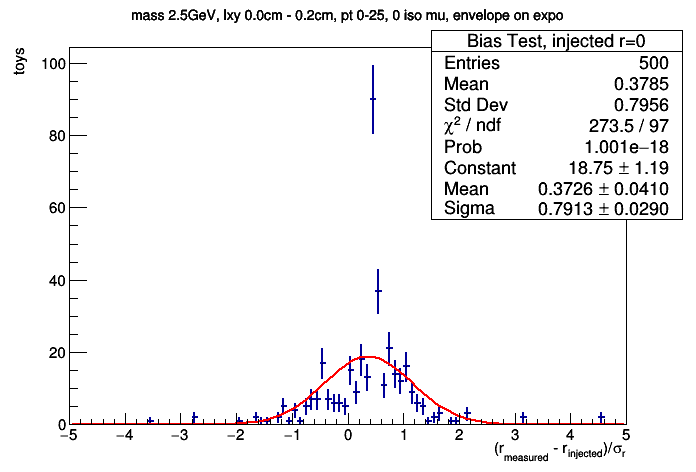 mass 2.5GeV, lxy 0.0cm - 0.2cm, pt 0-25, 0 iso mu, envelope on expo
Bias Test, injected r=0
Entries 500
Mean 0.3785
Std Dev 0.7956
χ² / ndf 273.5 / 97
Prob 1.001e−18
Constant 18.75 ± 1.19
Mean 0.3726 ± 0.0410
Sigma 0.7913 ± 0.0290
toys
100
80
60
40
20
0
−5 −4 −3 −2 −1 0 1 2 3 4 5
(r_measured - r_injected)/σ_r